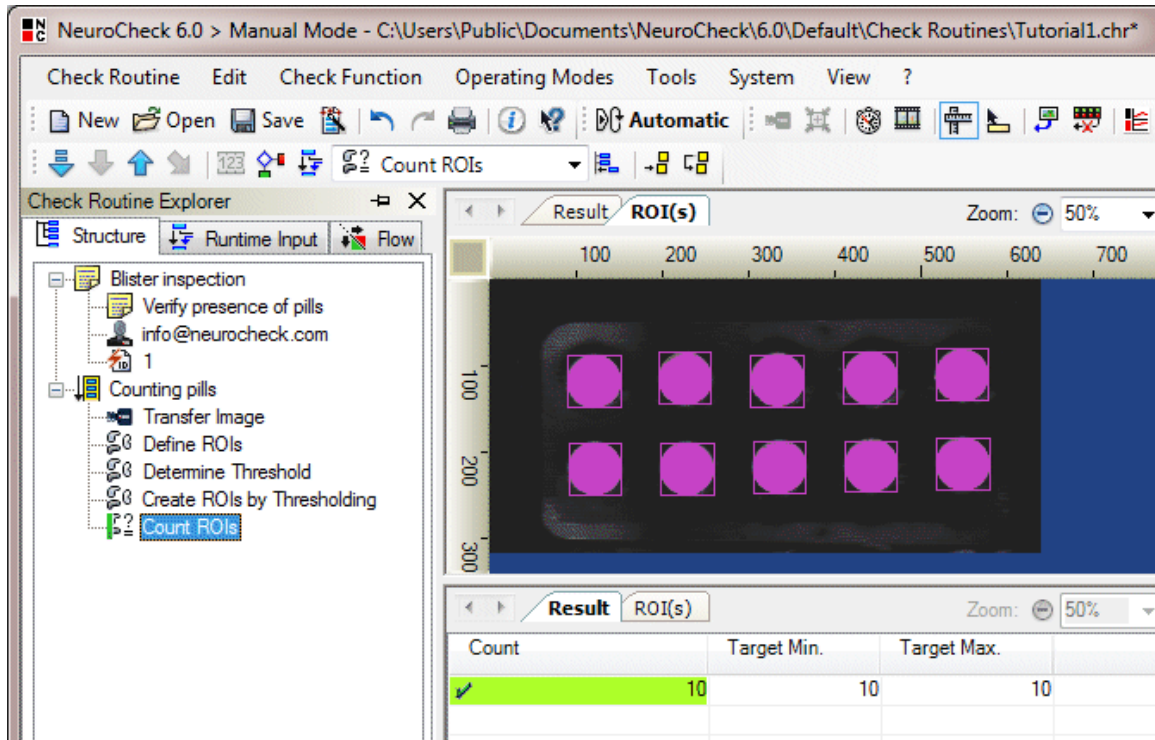 NeuroCheck 6.0 > Manual Mode - C:\Users\Public\Documents\NeuroCheck\6.0\Default\Check Routines\Tutorial1.chr*
Check Routine Edit Check Function Operating Modes Tools System View ?
New Open Save Automatic
123 Count ROIs
Check Routine Explorer
Structure Runtime Input Flow
Blister inspection
Verify presence of pills
info@neurocheck.com
ID 1
Counting pills
Transfer Image
Define ROIs
Determine Threshold
Create ROIs by Thresholding
Count ROIs
Result ROI(s) Zoom: 50%
100 200 300 400 500 600 700
100
200
300
Result ROI(s) Zoom: 50%
Count Target Min. Target Max.
10 10 10